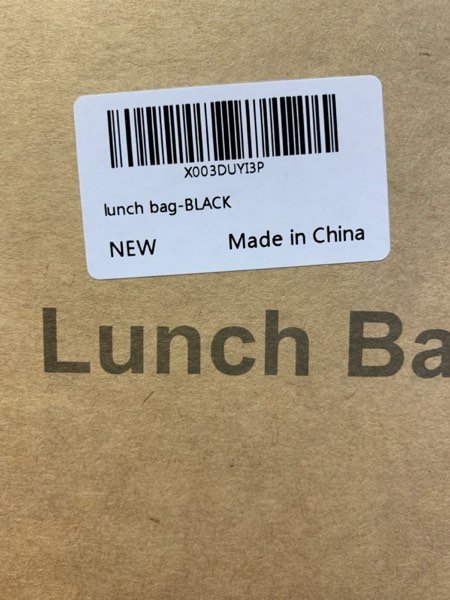 X003DUYI3P
lunch bag-BLACK
NEW Made in China
Lunch Ba